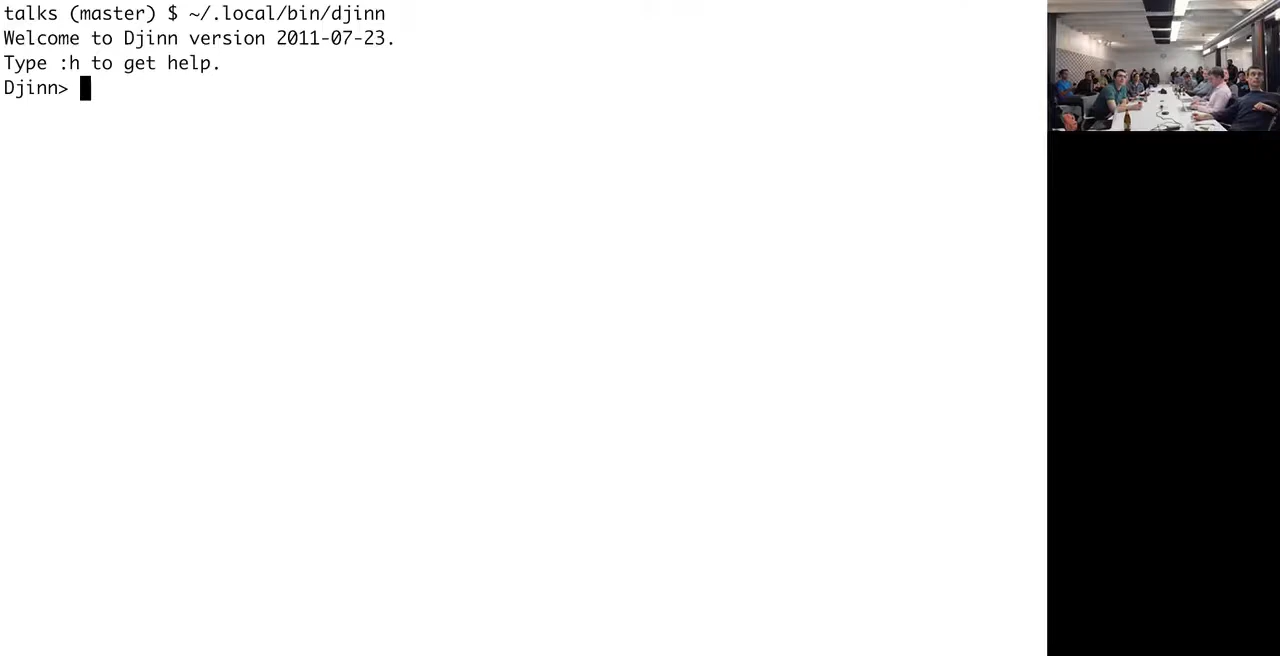 talks (master) $ ~/.local/bin/djinn
Welcome to Djinn version 2011-07-23.
Type :h to get help.
Djinn>